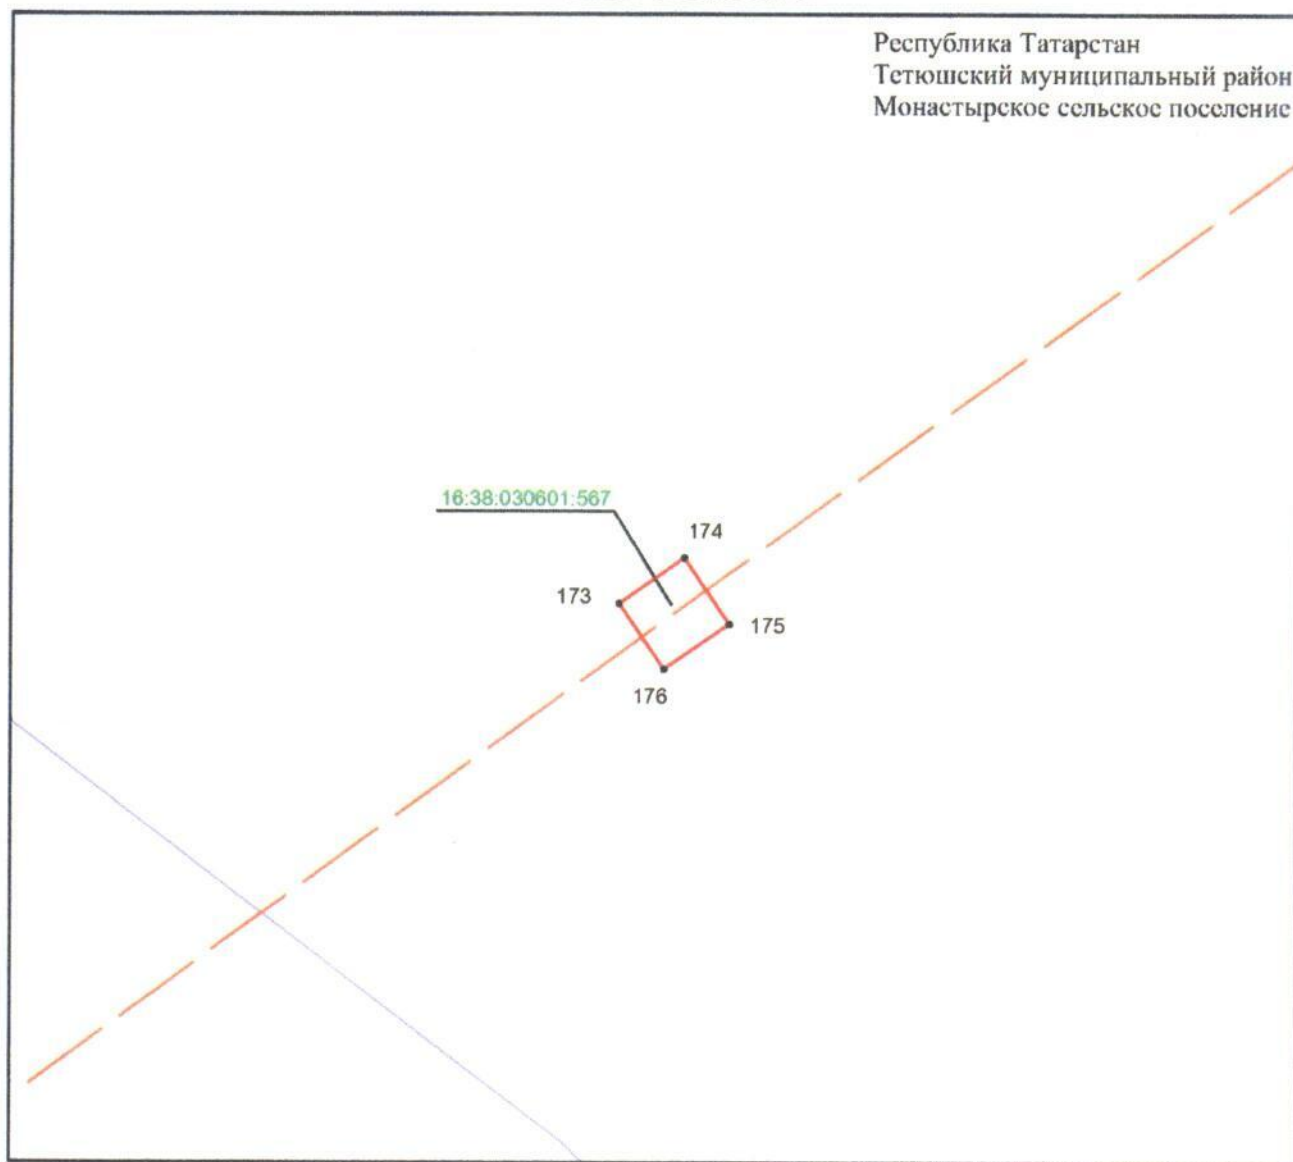 Республика Татарстан
Тетюшский муниципальный район
Монастырское сельское поселение
16:38:030601:567
174
173
175
176